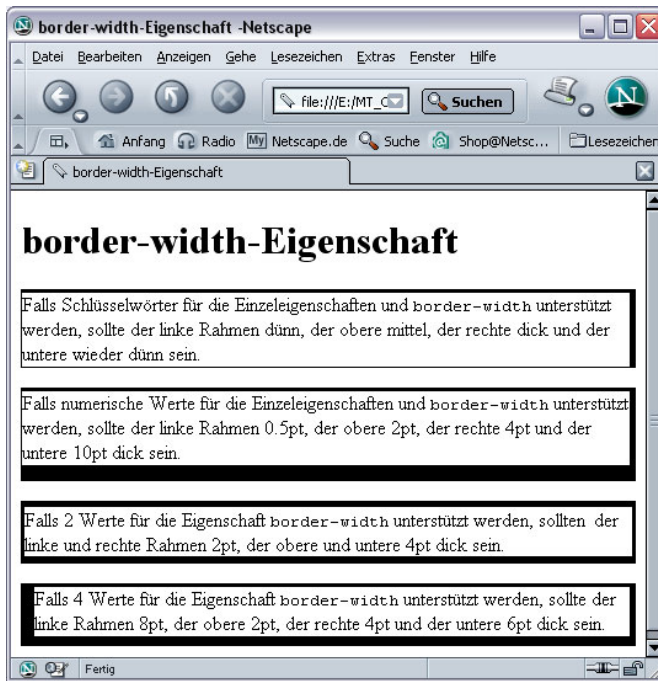 border-width-Eigenschaft -Netscape
Datei Bearbeiten Anzeigen Gehe Lesezeichen Extras Fenster Hilfe
file:///E:/MT_C Suchen N
Anfang Radio My Netscape.de Suche Shop@Netsc... Lesezeichen
border-width-Eigenschaft
border-width-Eigenschaft
Falls Schlüsselwörter für die Einzeleigenschaften und border-width unterstützt
werden, sollte der linke Rahmen dünn, der obere mittel, der rechte dick und der
untere wieder dünn sein.
Falls numerische Werte für die Einzeleigenschaften und border-width unterstützt
werden, sollte der linke Rahmen 0.5pt, der obere 2pt, der rechte 4pt und der
untere 10pt dick sein.
Falls 2 Werte für die Eigenschaft border-width unterstützt werden, sollten der
linke und rechte Rahmen 2pt, der obere und untere 4pt dick sein.
Falls 4 Werte für die Eigenschaft border-width unterstützt werden, sollte der
linke Rahmen 8pt, der obere 2pt, der rechte 4pt und der untere 6pt dick sein.
Fertig